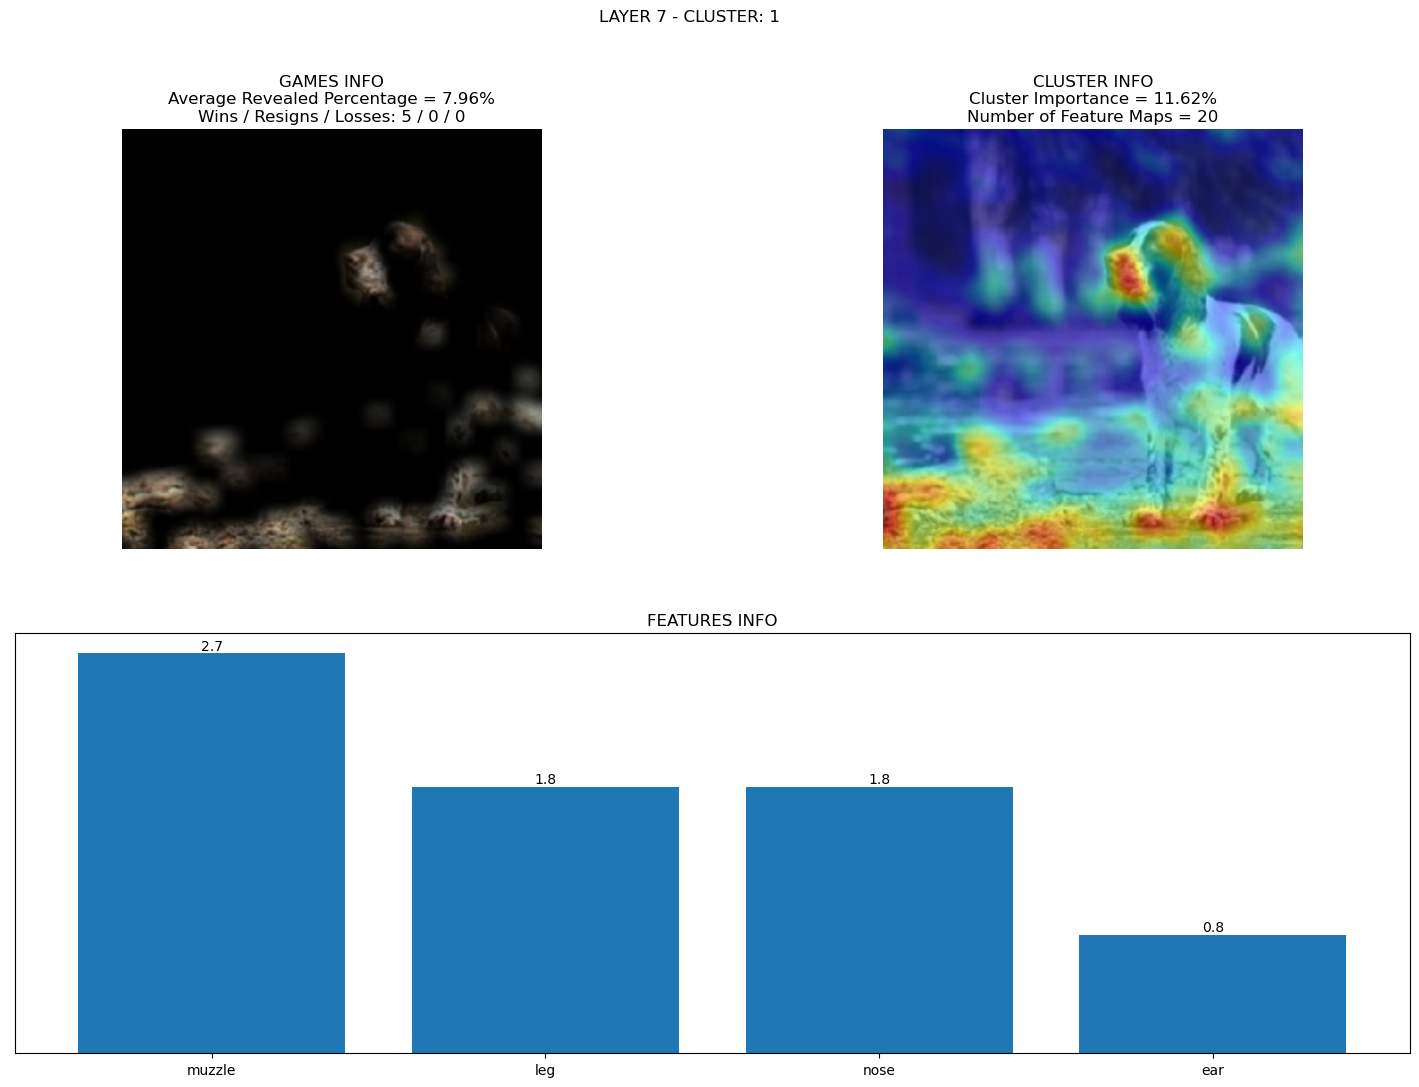 LAYER 7 - CLUSTER: 1
GAMES INFO
Average Revealed Percentage = 7.96%
Wins / Resigns / Losses: 5 / 0 / 0
CLUSTER INFO
Cluster Importance = 11.62%
Number of Feature Maps = 20
FEATURES INFO
2.7
1.8
1.8
0.8
muzzle
leg
nose
ear